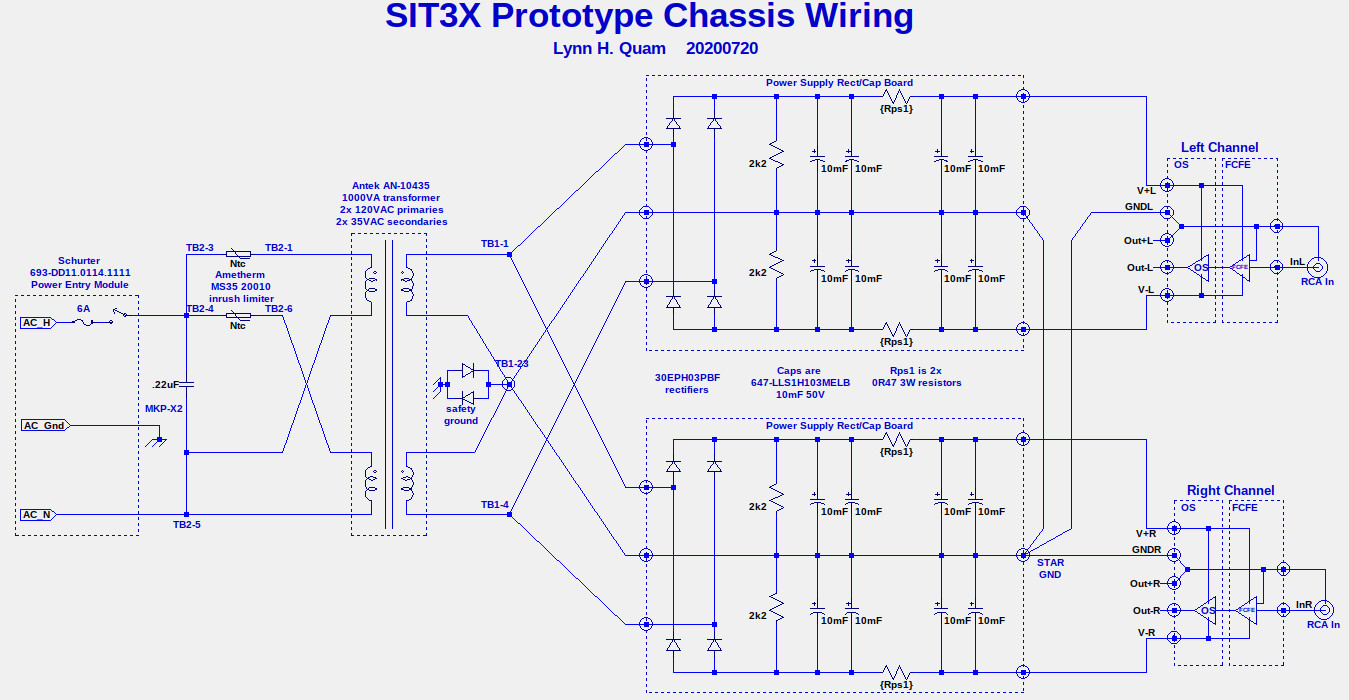 SIT3X Prototype Chassis Wiring
Lynn H. Quam 20200720
Schurter
693-DD11.0114.1111
Power Entry Module
6A
AC_H
AC_Gnd
AC_N
TB2-3
TB2-1
Ntc
Ametherm
MS35 20010
inrush limiter
TB2-4
TB2-6
Ntc
.22uF
MKP-X2
TB2-5
Antek AN-10435
1000VA transformer
2x 120VAC primaries
2x 35VAC secondaries
TB1-1
TB1-23
safety
ground
TB1-4
Power Supply Rect/Cap Board
{Rps1}
2k2
10mF
10mF
10mF
10mF
2k2
10mF
10mF
10mF
10mF
{Rps1}
30EPH03PBF
rectifiers
Caps are
647-LLS1H103MELB
10mF 50V
Rps1 is 2x
0R47 3W resistors
Power Supply Rect/Cap Board
{Rps1}
2k2
10mF
10mF
10mF
10mF
2k2
10mF
10mF
10mF
10mF
{Rps1}
STAR
GND
Left Channel
OS
FCFE
V+L
GNDL
Out+L
Out-L
V-L
OS
FCFE
InL
RCA In
Right Channel
OS
FCFE
V+R
GNDR
Out+R
Out-R
V-R
OS
FCFE
InR
RCA In